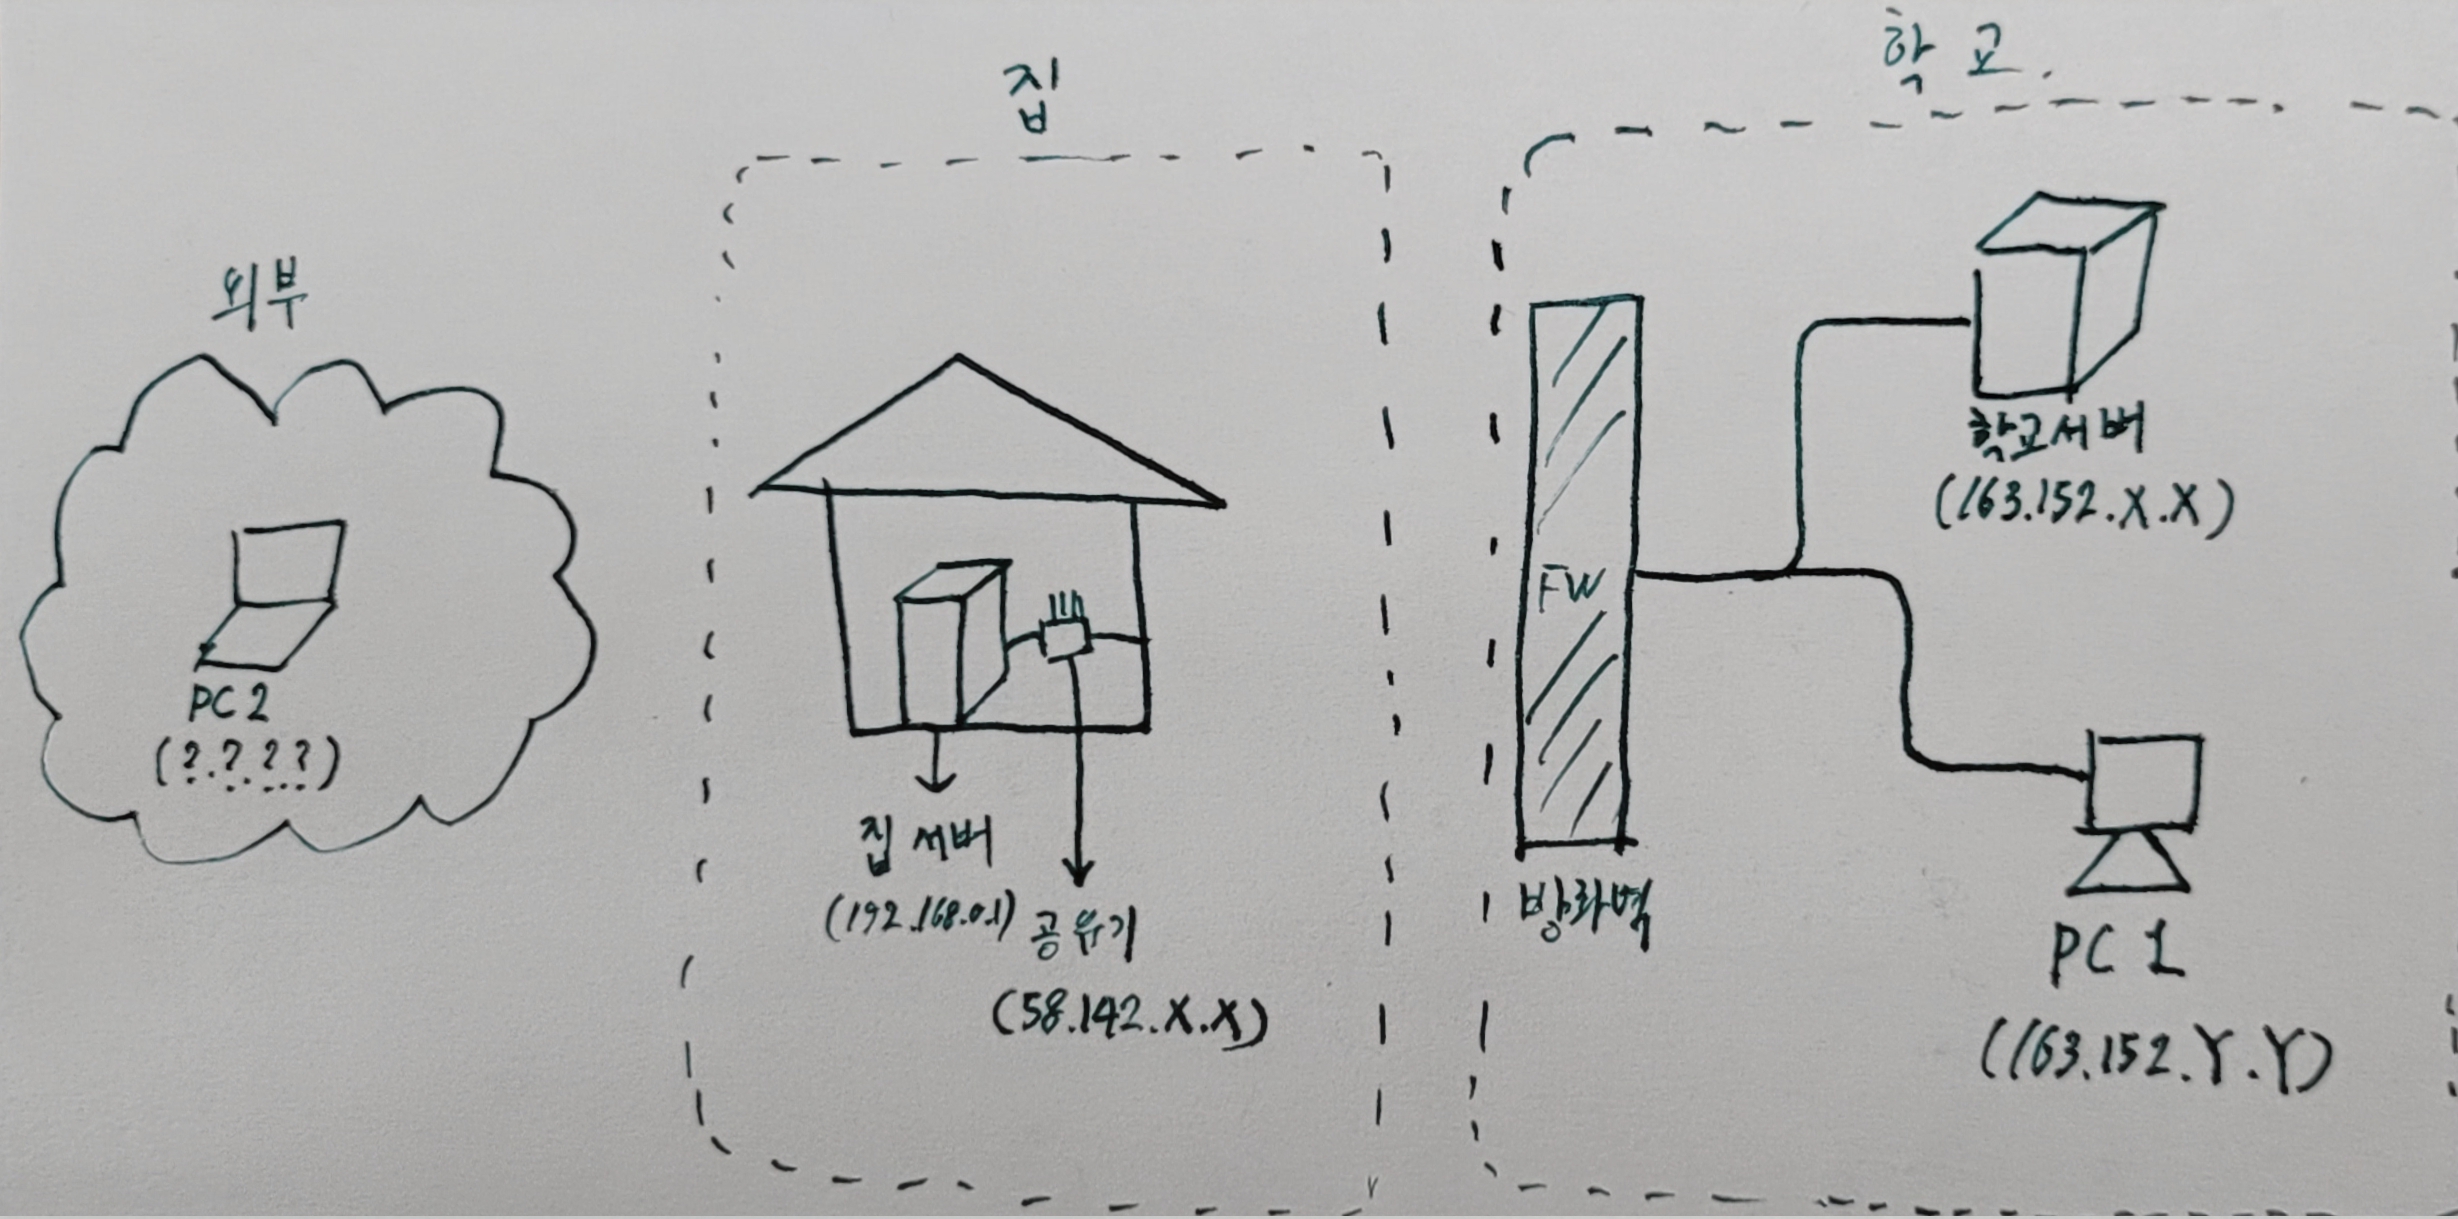 외부
PC 2
(?.?.?.?)
집
집 서버
(192.168.0.1)
공유기
(58.142.X.X)
학교.
FW
방화벽
학교서버
(163.152.X.X)
PC 1
(163.152.Y.Y)